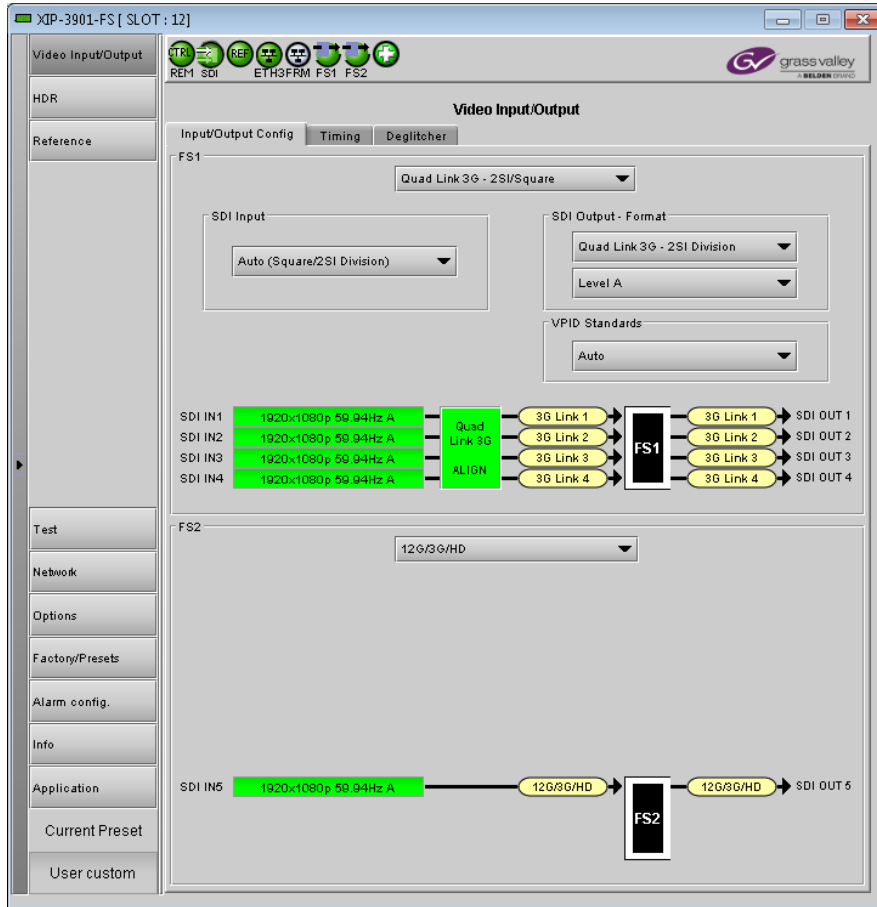 XIP-3901-FS [ SLOT : 12]
Video Input/Output
HDR
Reference
Test
Network
Options
Factory/Presets
Alarm config.
Info
Application
Current Preset
User custom
CTRL REF
REM SDI ETH3FRM FS1 FS2
GV grass valley
A BELDEN BRAND
Video Input/Output
Input/Output Config Timing Deglitcher
FS1
Quad Link 3G - 2SI/Square
SDI Input
Auto (Square/2SI Division)
SDI Output - Format
Quad Link 3G - 2SI Division
Level A
VPID Standards
Auto
SDI IN1 1920x1080p 59.94Hz A 3G Link 1 3G Link 1 SDI OUT 1
SDI IN2 1920x1080p 59.94Hz A 3G Link 2 3G Link 2 SDI OUT 2
SDI IN3 1920x1080p 59.94Hz A 3G Link 3 3G Link 3 SDI OUT 3
SDI IN4 1920x1080p 59.94Hz A 3G Link 4 3G Link 4 SDI OUT 4
Quad
Link 3G
ALIGN
FS1
FS2
12G/3G/HD
SDI IN5 1920x1080p 59.94Hz A 12G/3G/HD 12G/3G/HD SDI OUT 5
FS2